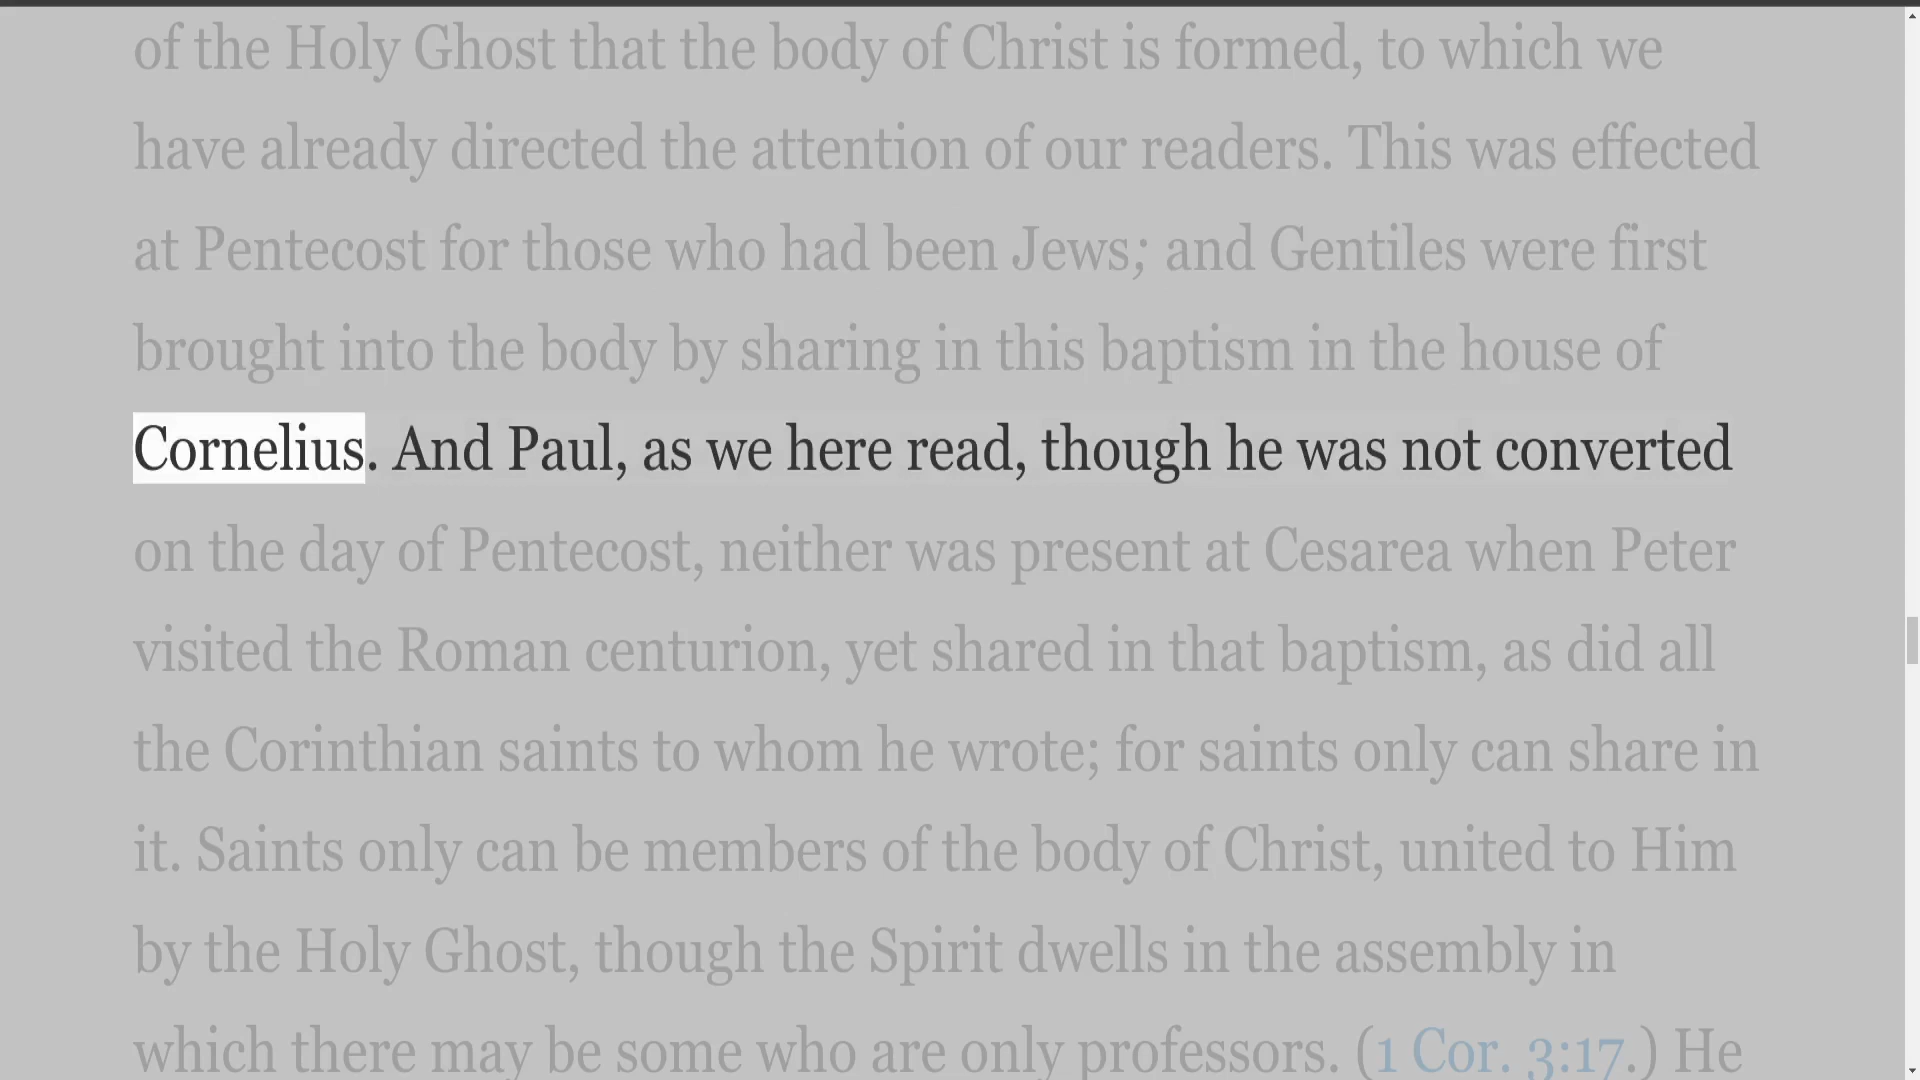 of the Holy Ghost that the body of Christ is formed, to which we
have already directed the attention of our readers. This was effected
at Pentecost for those who had been Jews; and Gentiles were first
brought into the body by sharing in this baptism in the house of
Cornelius. And Paul, as we here read, though he was not converted
on the day of Pentecost, neither was present at Cesarea when Peter
visited the Roman centurion, yet shared in that baptism, as did all
the Corinthian saints to whom he wrote; for saints only can share in
it. Saints only can be members of the body of Christ, united to Him
by the Holy Ghost, though the Spirit dwells in the assembly in
which there may be some who are only professors. (1 Cor. 3:17.) He